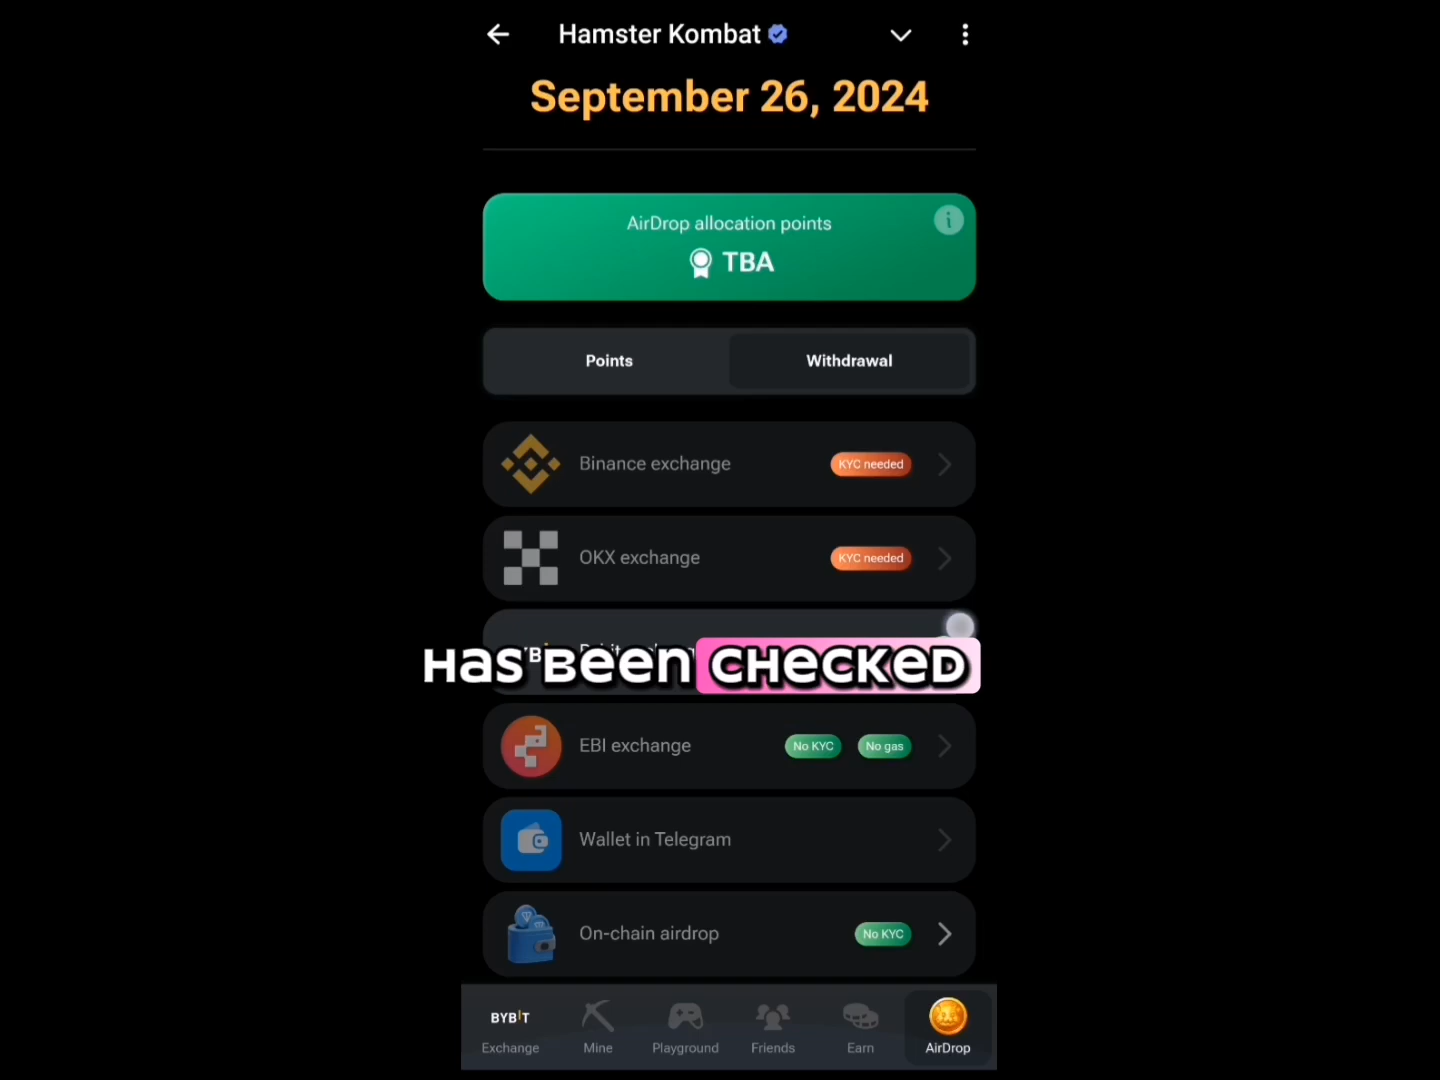 Hamster Kombat
September 26, 2024
AirDrop allocation points
TBA
Points Withdrawal
Binance exchange KYC needed
OKX exchange KYC needed
Has Been CHeCKeD
EBI exchange No KYC No gas
Wallet in Telegram
On-chain airdrop No KYC
BYBIT
Exchange Mine Playground Friends Earn AirDrop